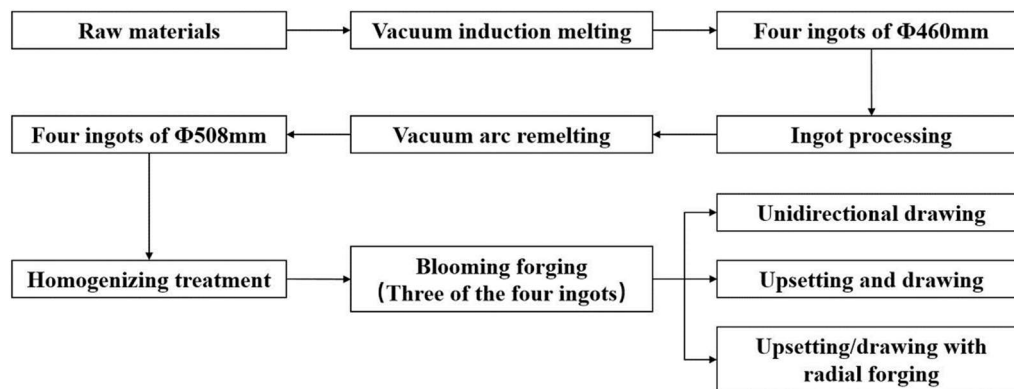 Raw materials
Vacuum induction melting
Four ingots of Φ460mm
Four ingots of Φ508mm
Vacuum arc remelting
Ingot processing
Unidirectional drawing
Homogenizing treatment
Blooming forging
(Three of the four ingots)
Upsetting and drawing
Upsetting/drawing with
radial forging